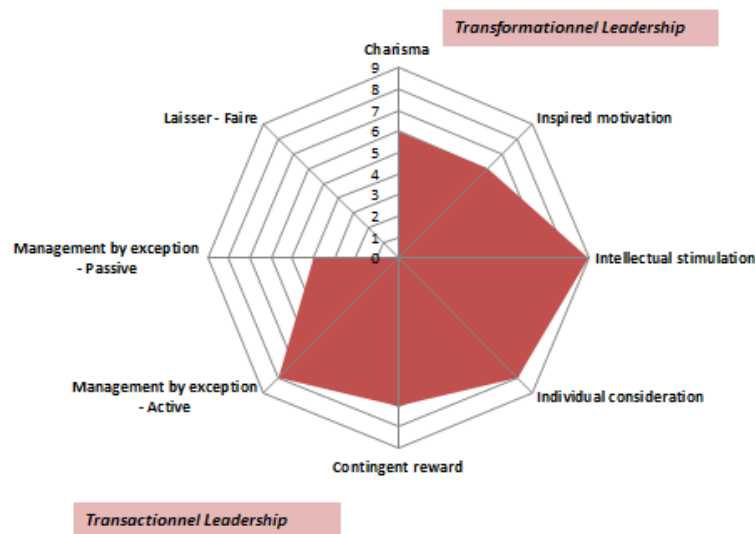 Transformationnel Leadership
Charisma
9
8
7
6
5
4
3
2
1
0
Laisser - Faire
Inspired motivation
Management by exception
- Passive
Intellectual stimulation
Management by exception
- Active
Individual consideration
Contingent reward
Transactionnel Leadership